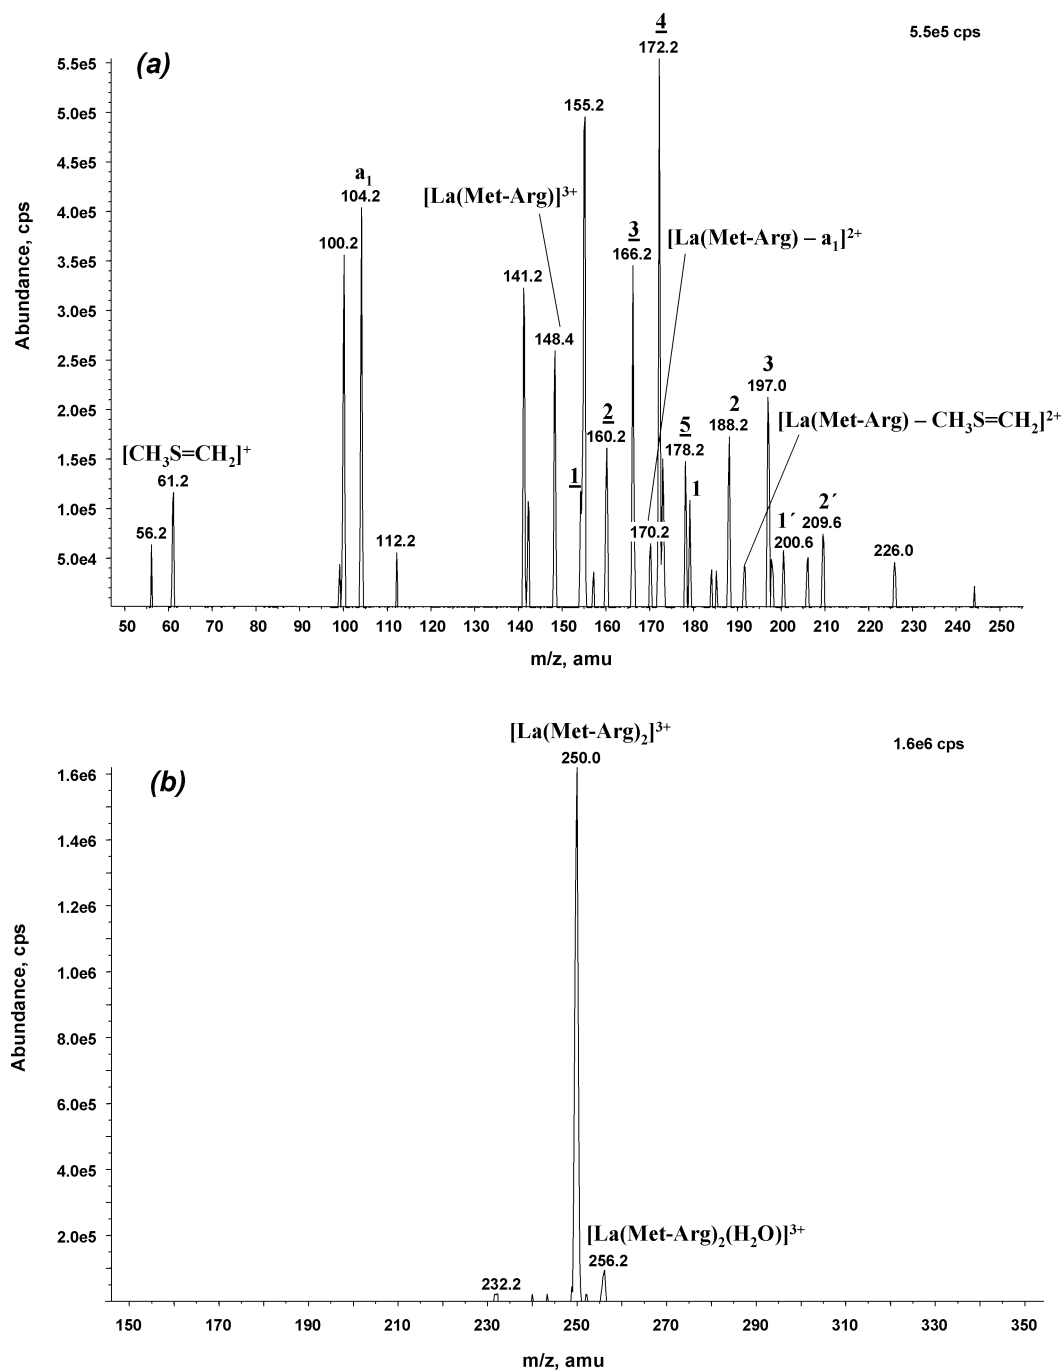 (a)
5.5e5 cps
Abundance, cps
5.5e5
5.0e5
4.5e5
4.0e5
3.5e5
3.0e5
2.5e5
2.0e5
1.5e5
1.0e5
5.0e4
56.2
[CH₃S=CH₂]⁺
61.2
100.2
a₁
104.2
112.2
141.2
[La(Met-Arg)]³⁺
148.4
1
155.2
2
160.2
3
166.2
[La(Met-Arg) – a₁]²⁺
170.2
4
172.2
5
178.2
1
2
188.2
[La(Met-Arg) – CH₃S=CH₂]²⁺
3
197.0
1´
200.6
2´
209.6
226.0
50 60 70 80 90 100 110 120 130 140 150 160 170 180 190 200 210 220 230 240 250
m/z, amu
(b)
[La(Met-Arg)₂]³⁺
1.6e6 cps
250.0
Abundance, cps
1.6e6
1.4e6
1.2e6
1.0e6
8.0e5
6.0e5
4.0e5
2.0e5
232.2
[La(Met-Arg)₂(H₂O)]³⁺
256.2
150 170 190 210 230 250 270 290 310 330 350
m/z, amu